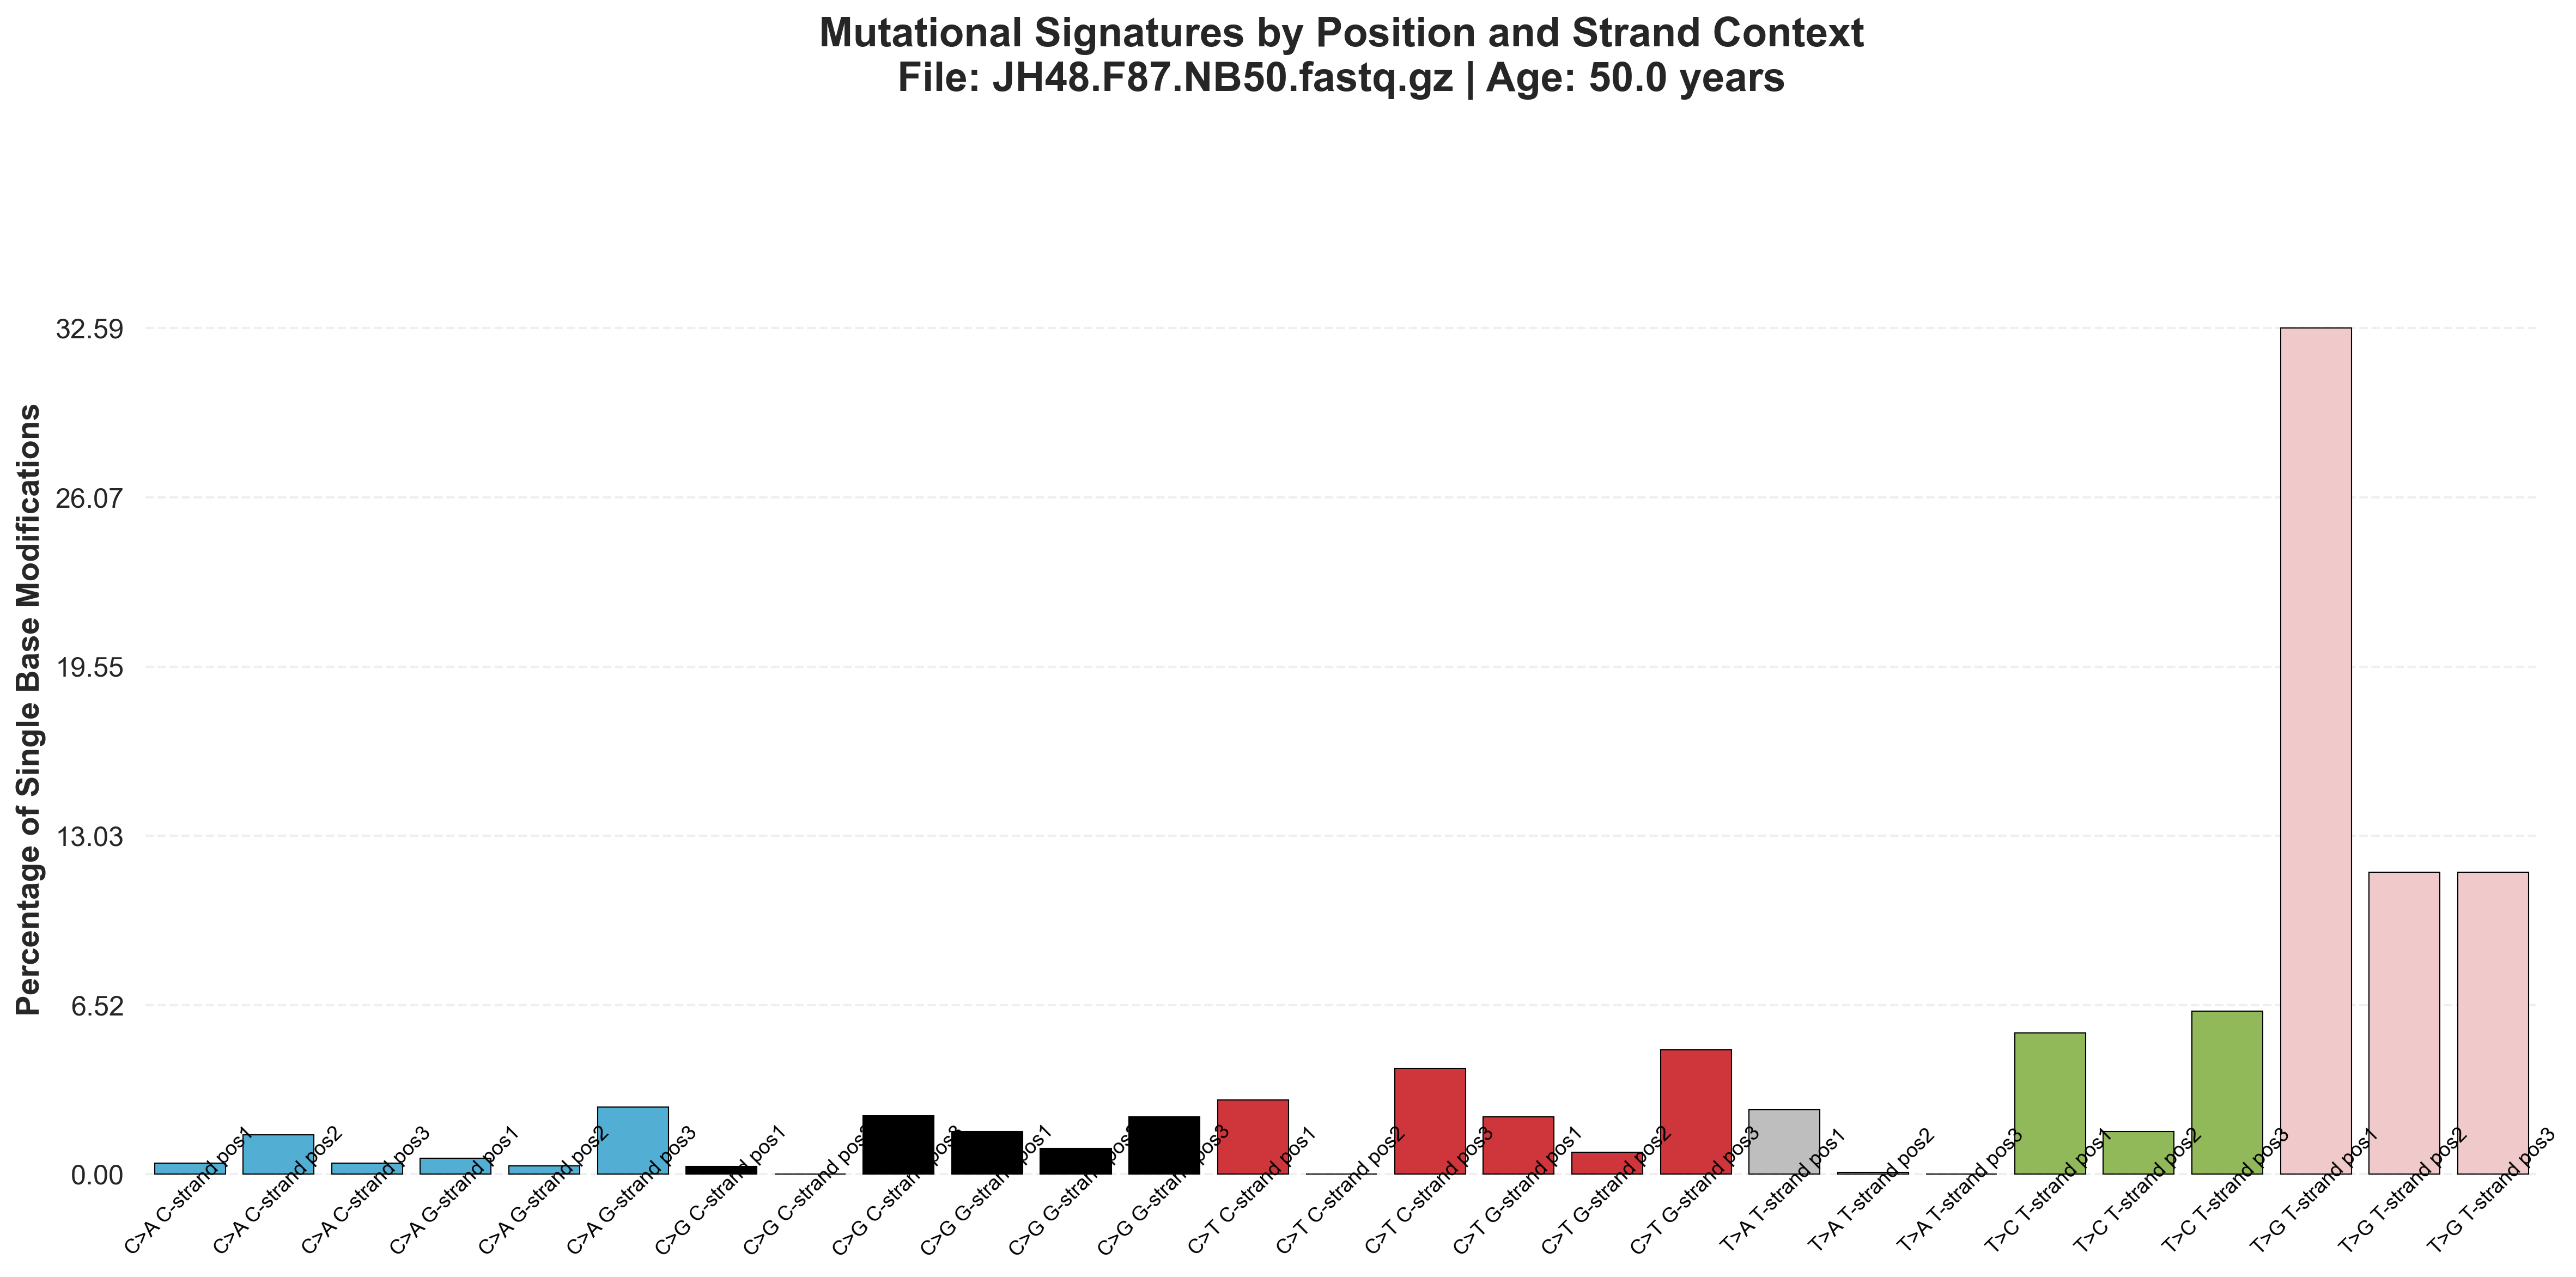 Mutational Signatures by Position and Strand Context
File: JH48.F87.NB50.fastq.gz | Age: 50.0 years
Percentage of Single Base Modifications
32.59
26.07
19.55
13.03
6.52
0.00
C>A C-strand pos1
C>A C-strand pos2
C>A C-strand pos3
C>A G-strand pos1
C>A G-strand pos2
C>A G-strand pos3
C>G C-strand pos1
C>G C-strand pos2
C>G C-strand pos3
C>G G-strand pos1
C>G G-strand pos2
C>G G-strand pos3
C>T C-strand pos1
C>T C-strand pos2
C>T C-strand pos3
C>T G-strand pos1
C>T G-strand pos2
C>T G-strand pos3
T>A T-strand pos1
T>A T-strand pos2
T>A T-strand pos3
T>C T-strand pos1
T>C T-strand pos2
T>C T-strand pos3
T>G T-strand pos1
T>G T-strand pos2
T>G T-strand pos3